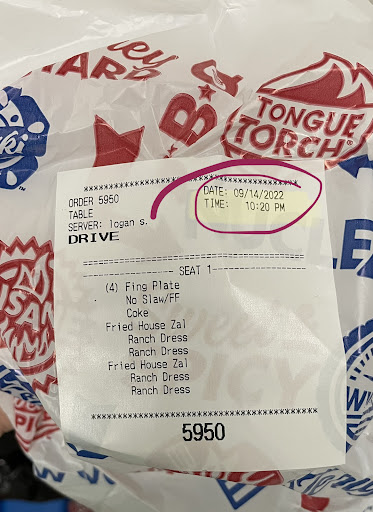 TONGUE
TORCH
****************************************
ORDER 5950
DATE: 09/14/2022
TABLE
TIME: 10:20 PM
SERVER: logan s.
DRIVE
SEAT 1
(4) Fing Plate
No Slaw/FF
Coke
Fried House Zal
Ranch Dress
Ranch Dress
Fried House Zal
Ranch Dress
Ranch Dress
****************************************
5950